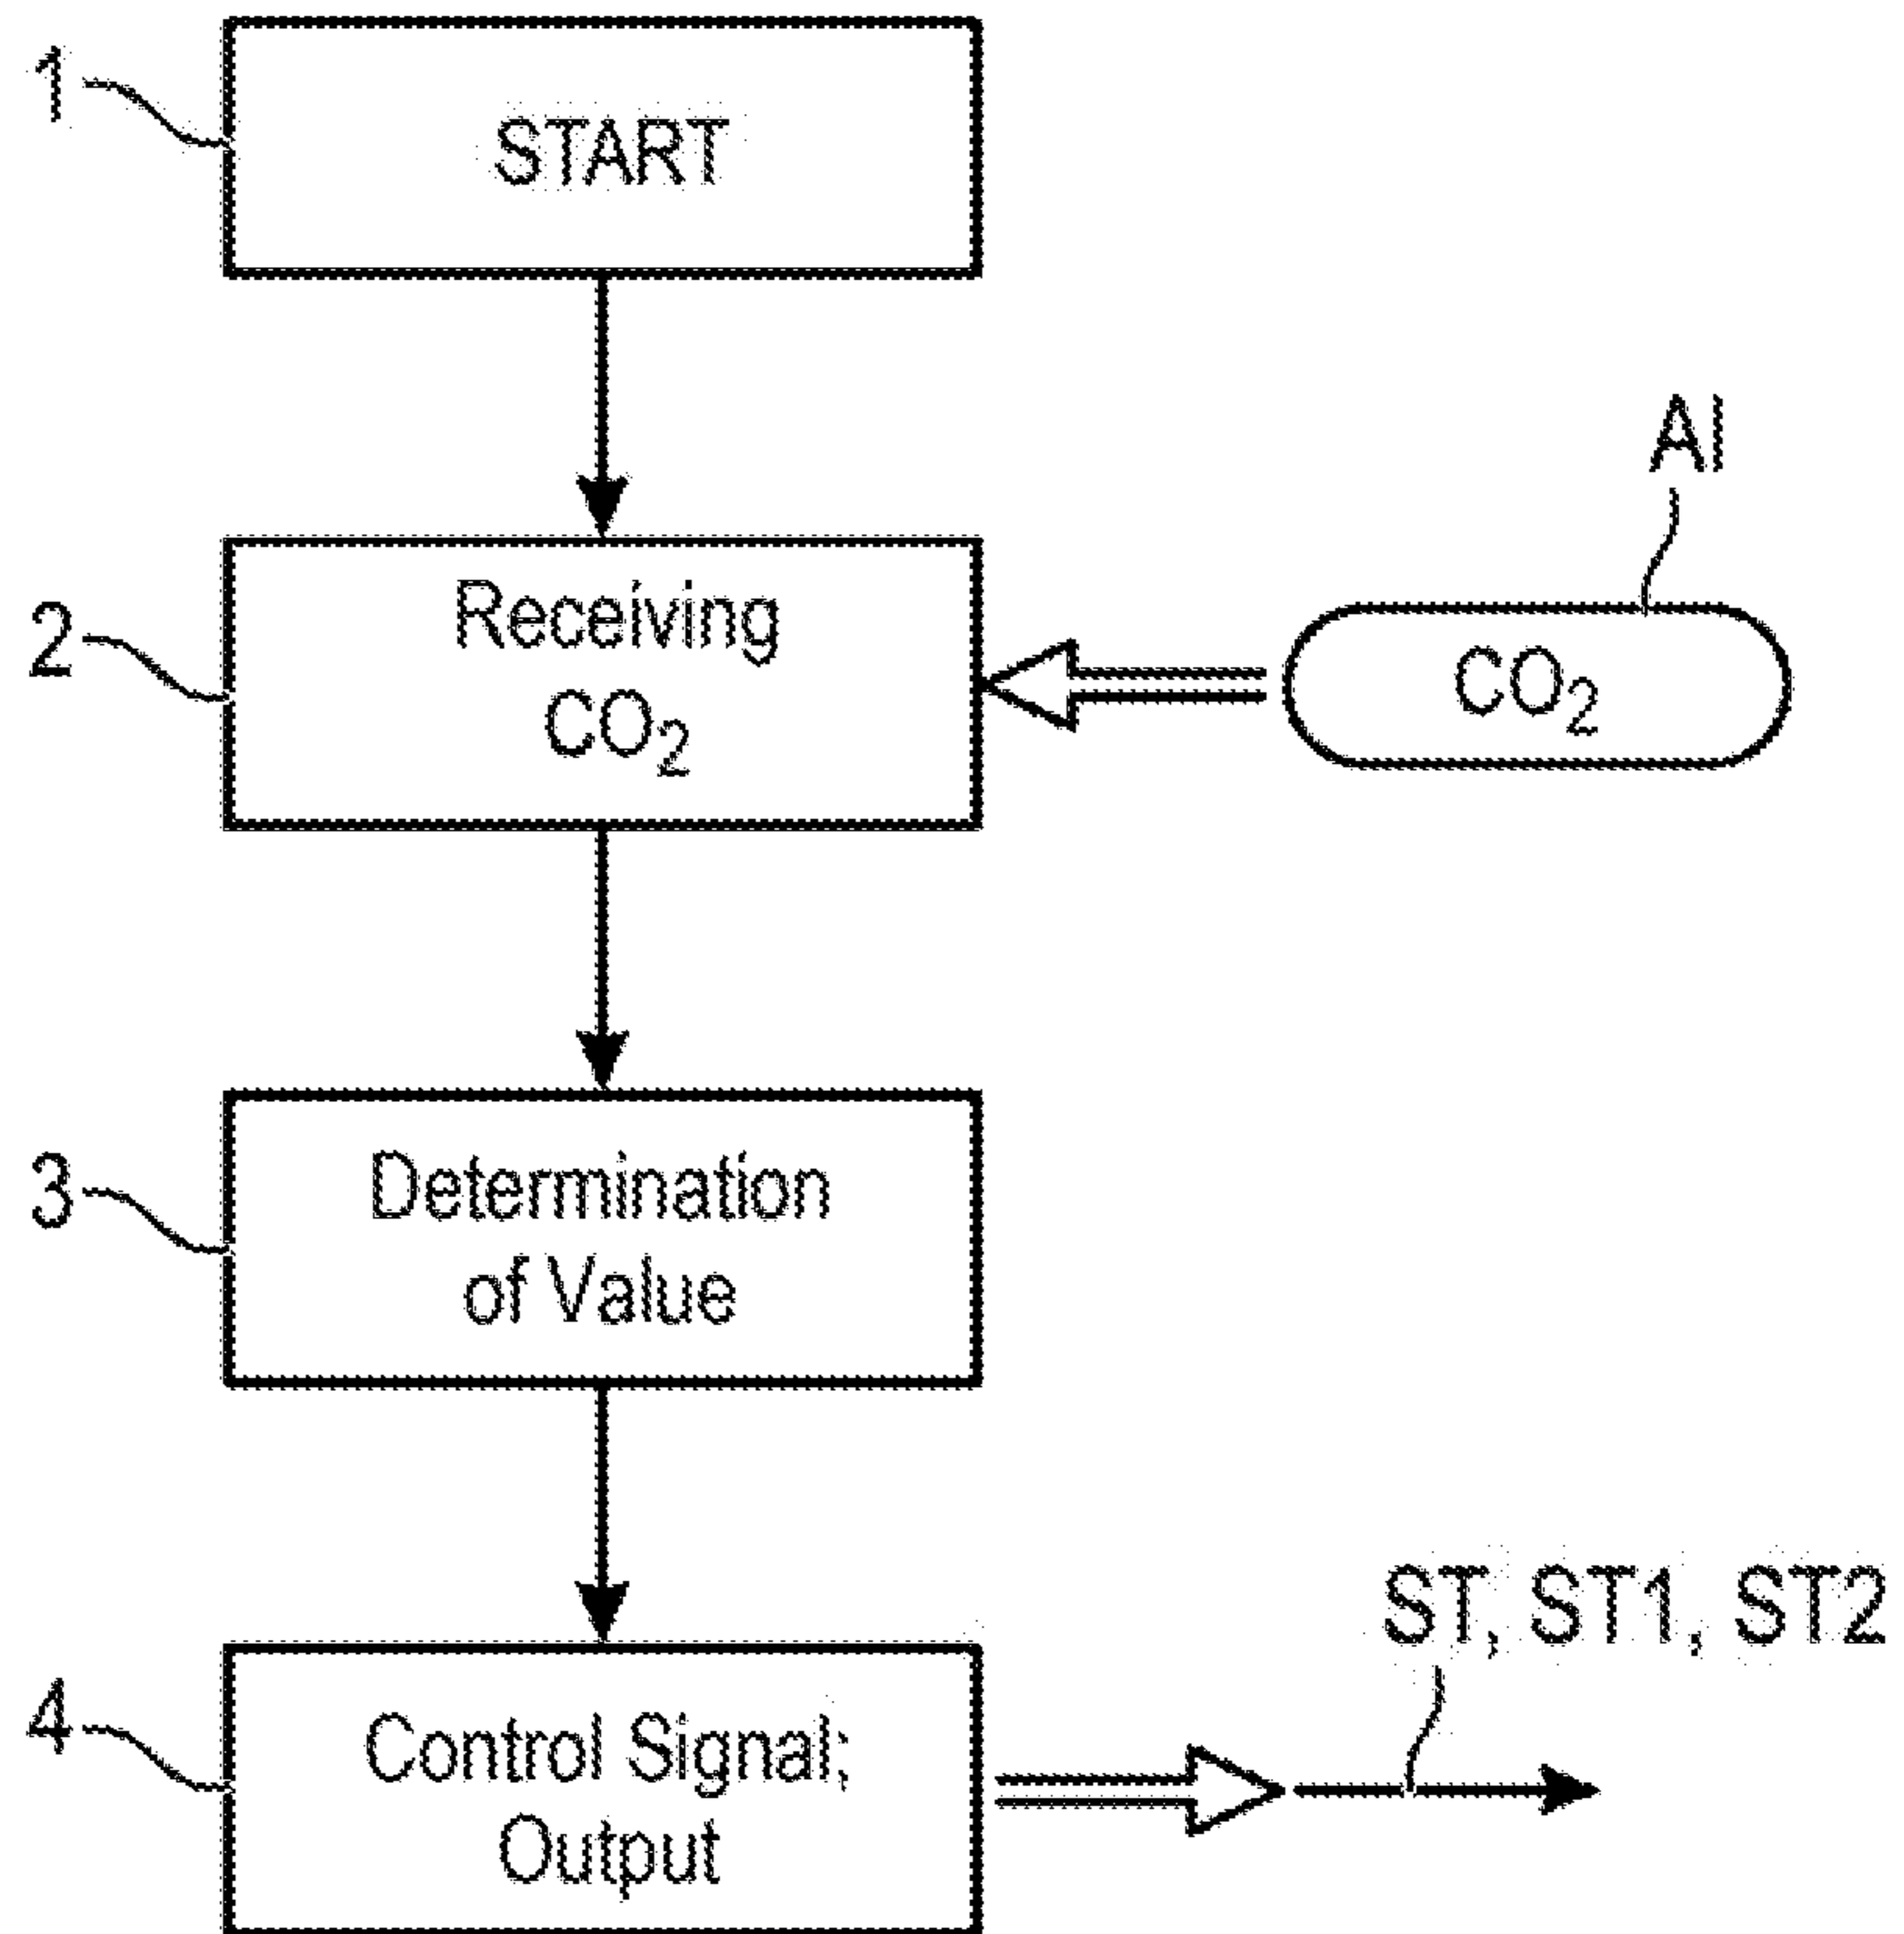 1
START
AI
2
Receiving
CO₂
CO₂
3
Determination
of Value
ST, ST1, ST2
4
Control Signal;
Output